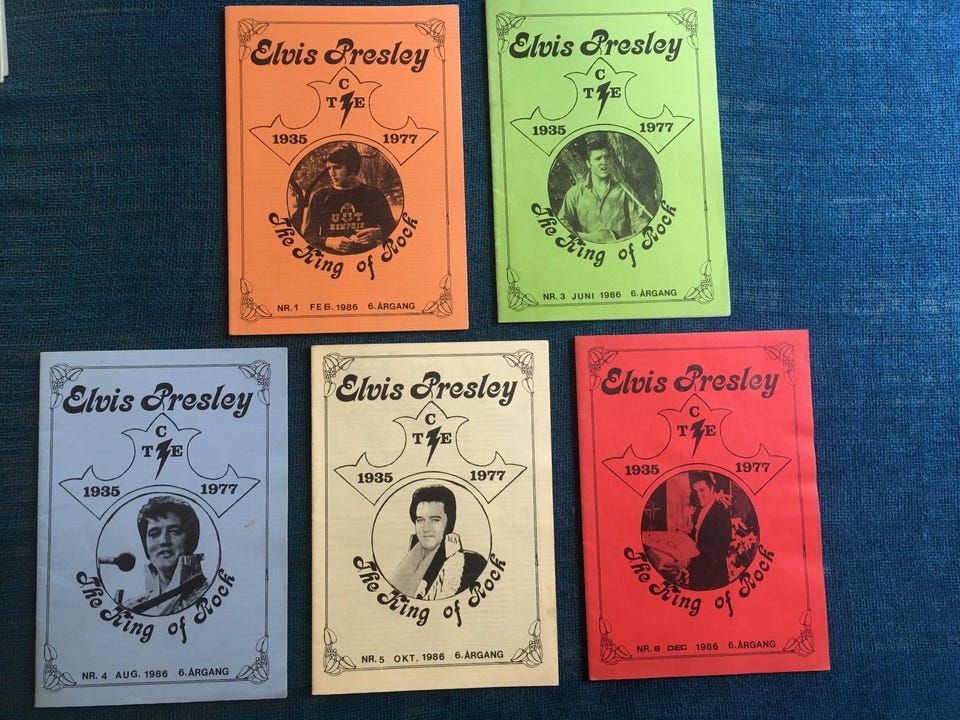 Elvis Presley
C
T E
1935 1977
The King of Rock
NR.1 FEB.1986 6.ÅRGANG
Elvis Presley
C
T E
1935 1977
The King of Rock
NR.3 JUNI 1986 6.ÅRGANG
Elvis Presley
C
T E
1935 1977
The King of Rock
NR.4 AUG.1986 6.ÅRGANG
Elvis Presley
C
T E
1935 1977
The King of Rock
NR.5 OKT.1986 6.ÅRGANG
Elvis Presley
C
T E
1935 1977
The King of Rock
NR.6 DEC 1986 6.ÅRGANG